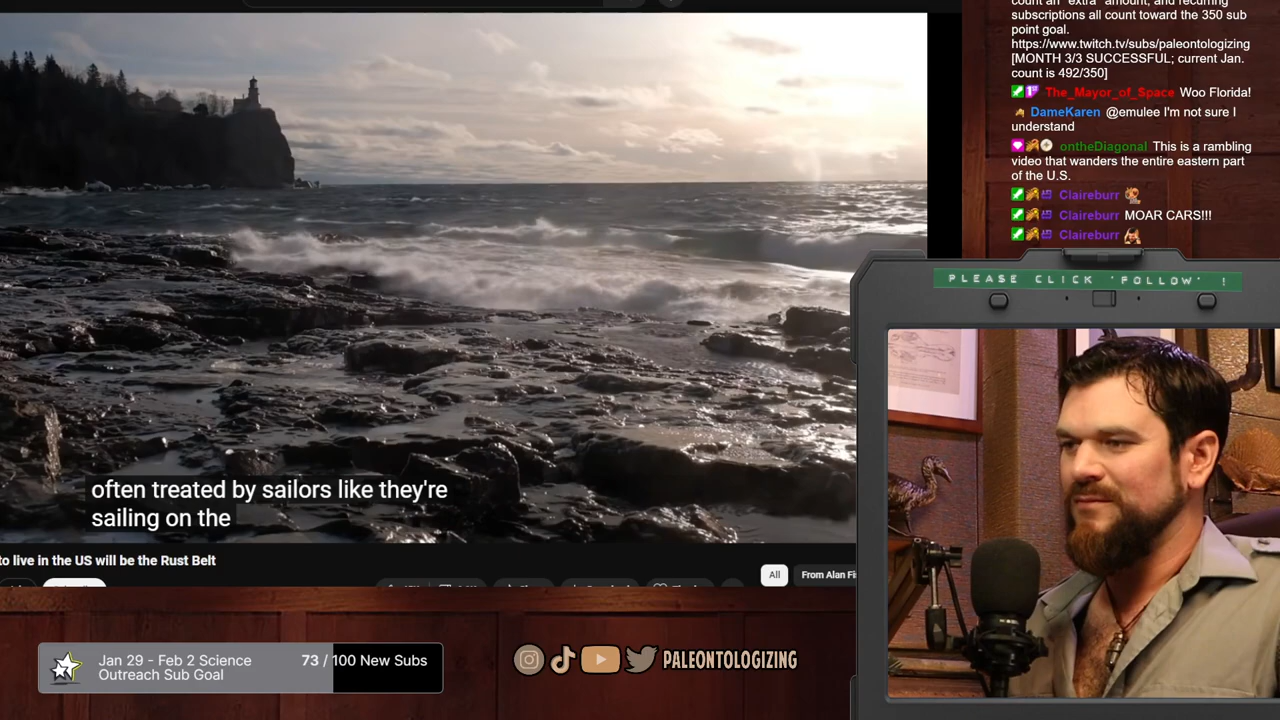 count an "extra" amount, and recurring
subscriptions all count toward the 350 sub
point goal.
https://www.twitch.tv/subs/paleontologizing
[MONTH 3/3 SUCCESSFUL; current Jan.
count is 492/350]
The_Mayor_of_Space Woo Florida!
DameKaren @emulee I'm not sure I
understand
ontheDiagonal This is a rambling
video that wanders the entire eastern part
of the U.S.
Claireburr
Claireburr MOAR CARS!!!
Claireburr
PLEASE CLICK 'FOLLOW' !
often treated by sailors like they're
sailing on the
to live in the US will be the Rust Belt
All
From Alan Fi
Jan 29 - Feb 2 Science
Outreach Sub Goal
73 / 100 New Subs
PALEONTOLOGIZING